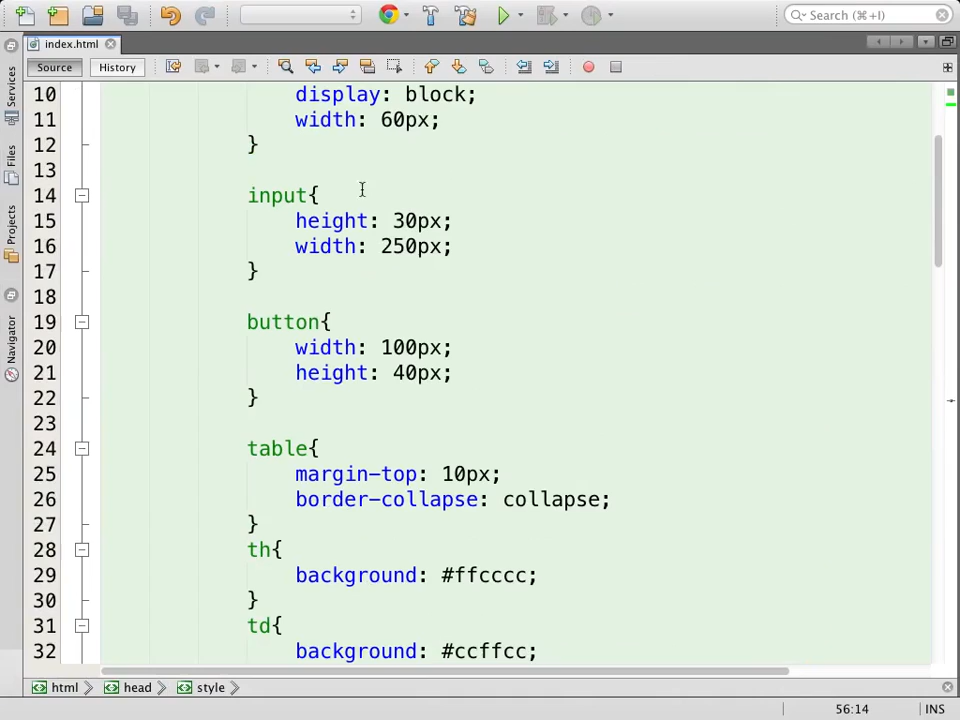 Search (⌘+I)
index.html
Source
History
10 display: block;
11 width: 60px;
12 }
13
14 input{
15 height: 30px;
16 width: 250px;
17 }
18
19 button{
20 width: 100px;
21 height: 40px;
22 }
23
24 table{
25 margin-top: 10px;
26 border-collapse: collapse;
27 }
28 th{
29 background: #ffcccc;
30 }
31 td{
32 background: #ccffcc;
Services
Files
Projects
Navigator
html
head
style
56:14
INS